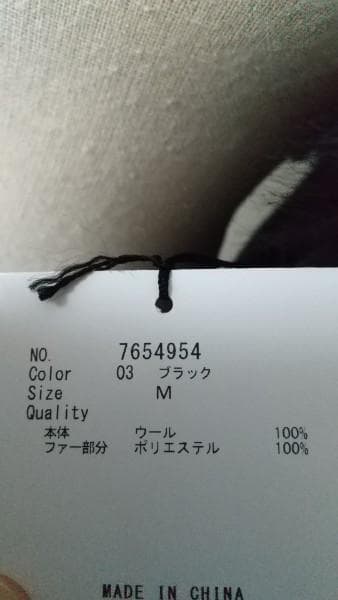 NO. 7654954
Color 03 ブラック
Size M
Quality
本体 ウール 100%
ファー部分 ポリエステル 100%
MADE IN CHINA